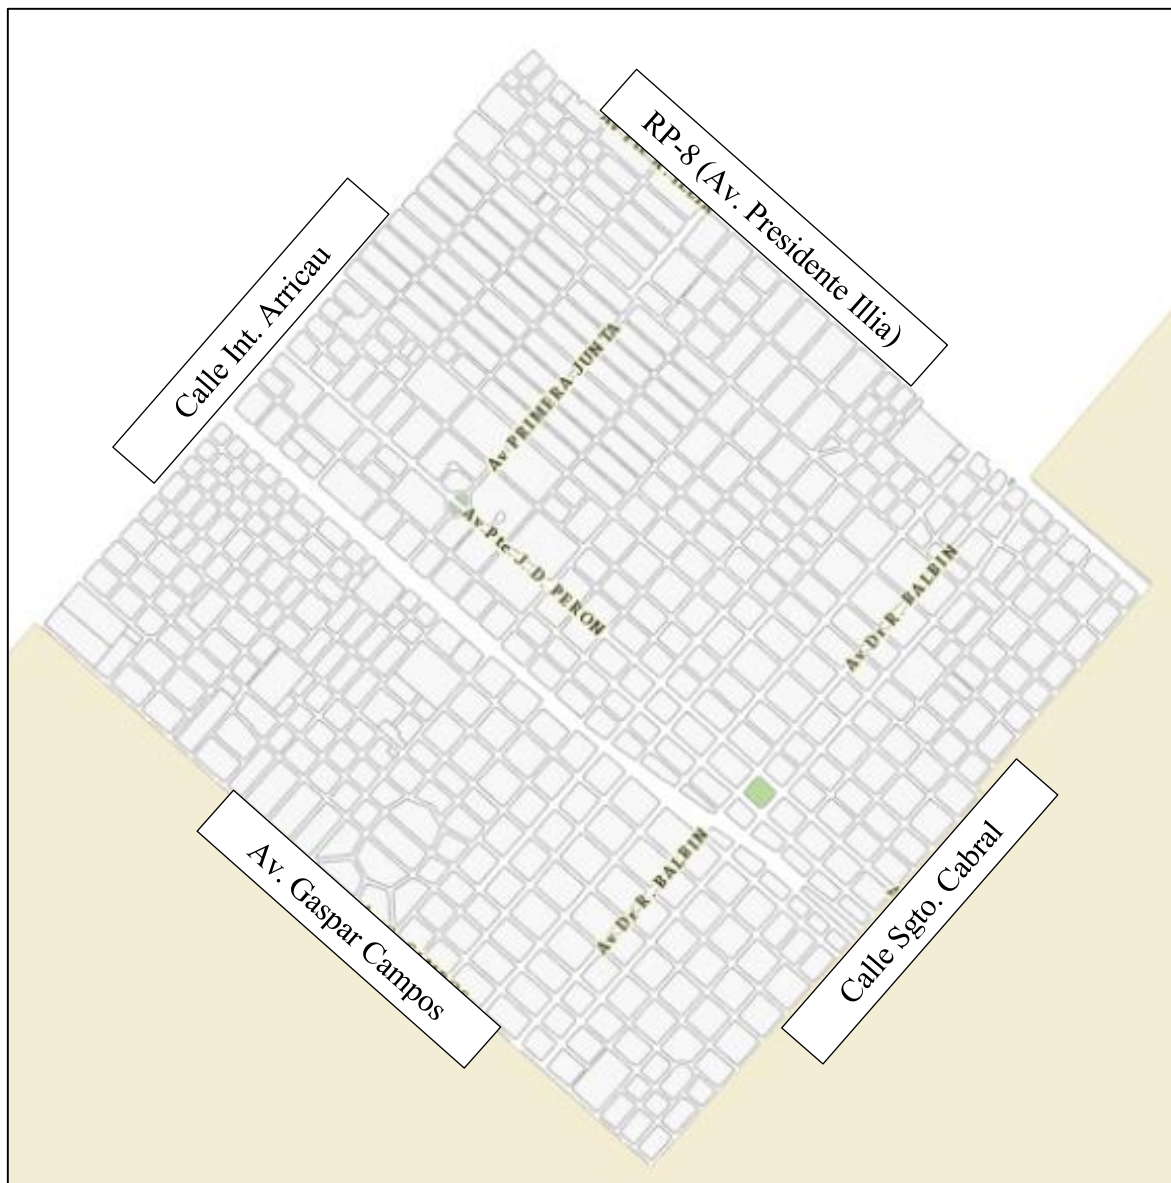 RP-8 (Av. Presidente Illia)
Calle Int. Arricau
Av PRIMERA JUNTA
Av Pte. J. D. PERON
Av Dr R. BALBIN
Av Dr R. BALBIN
Av. Gaspar Campos
Calle Sgto. Cabral